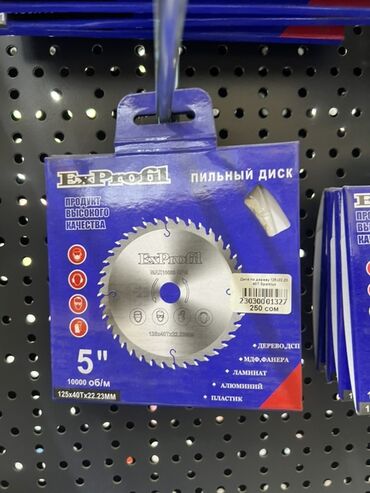 ExProfil
ПИЛЬНЫЙ ДИСК
ПРОДУКТ
ВЫСОКОГО
КАЧЕСТВА
ExProfil
125x40Tx22.23MM
250 сом
ДЕРЕВО,ДСП
МДФ,ФАНЕРА
ЛАМИНАТ
АЛЮМИНИЙ
ПЛАСТИК
5"
10000 об/м
125x40Tx22.23MM